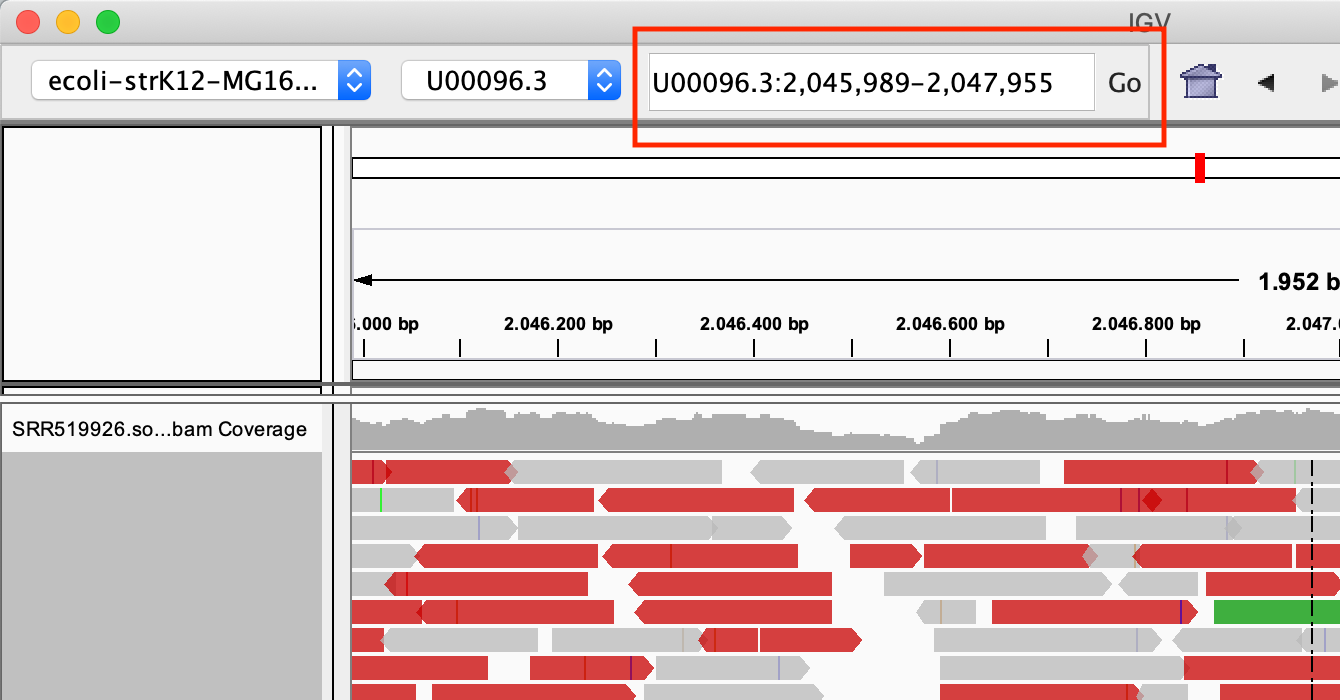 IGV
ecoli-strK12-MG16... U00096.3 U00096.3:2,045,989-2,047,955 Go
1.952 b
.000 bp 2.046.200 bp 2.046.400 bp 2.046.600 bp 2.046.800 bp 2.047.
SRR519926.so...bam Coverage